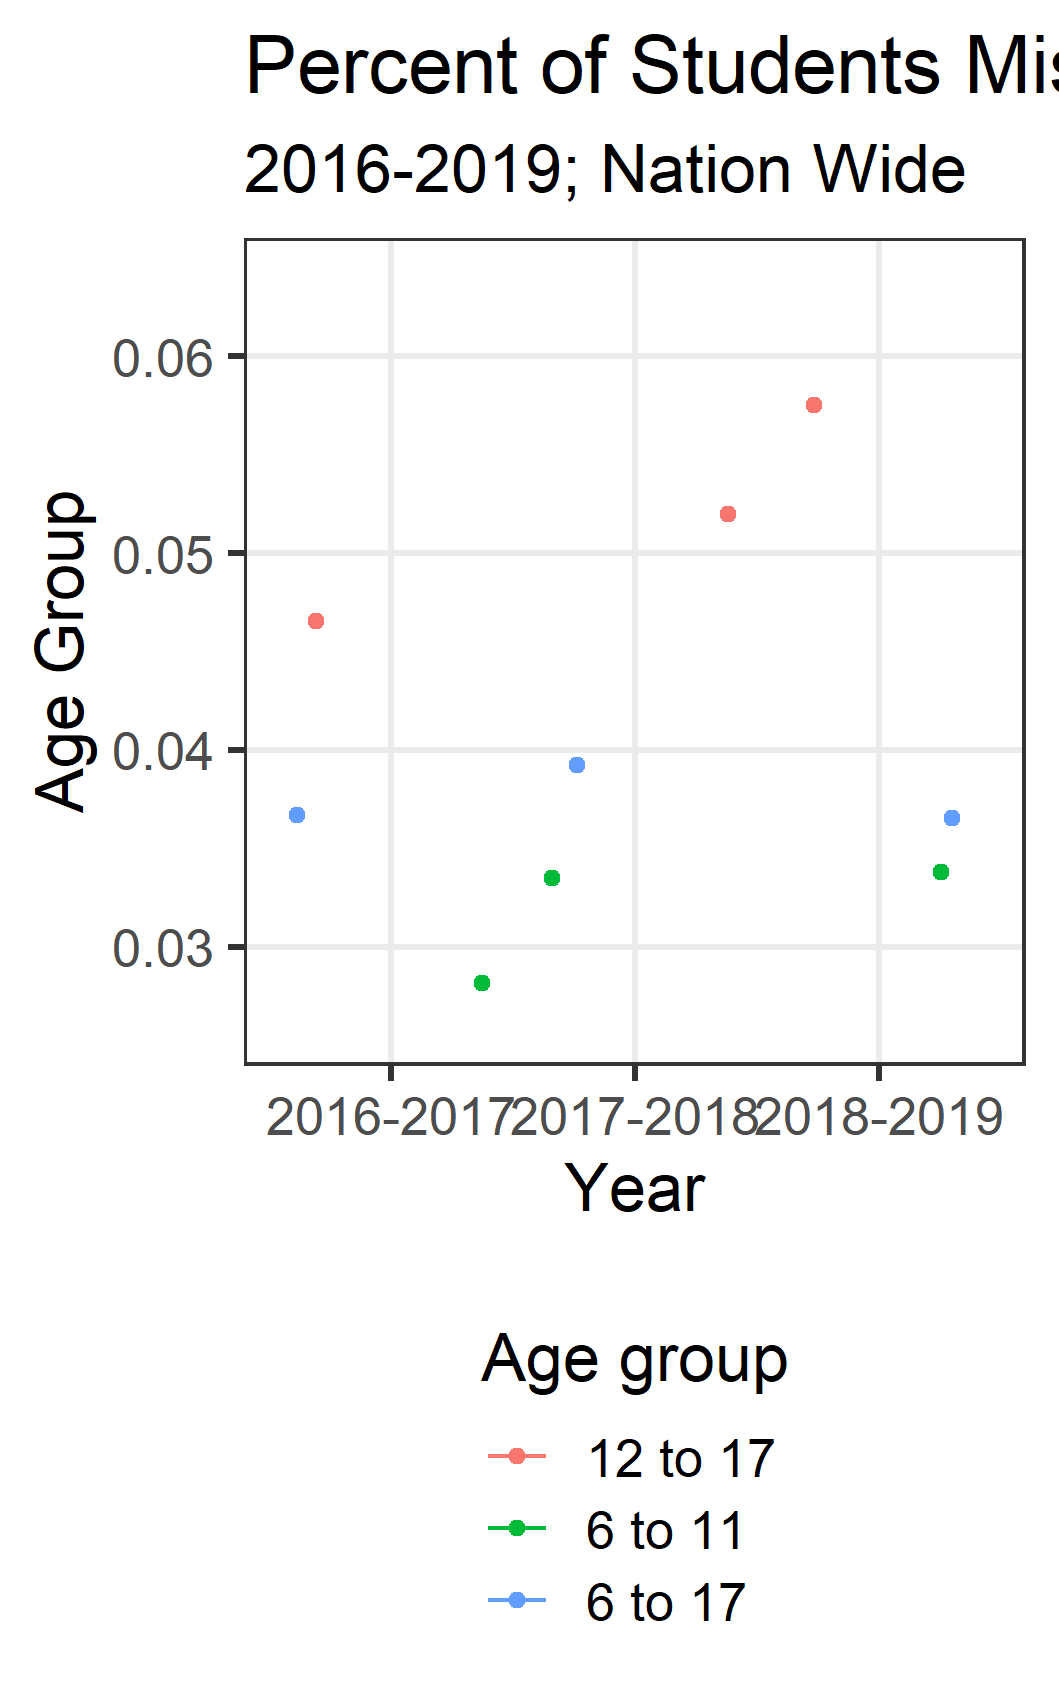 Percent of Students Mis
2016-2019; Nation Wide
Age Group
0.06
0.05
0.04
0.03
2016-2017 2017-2018 2018-2019
Year
Age group
12 to 17
6 to 11
6 to 17